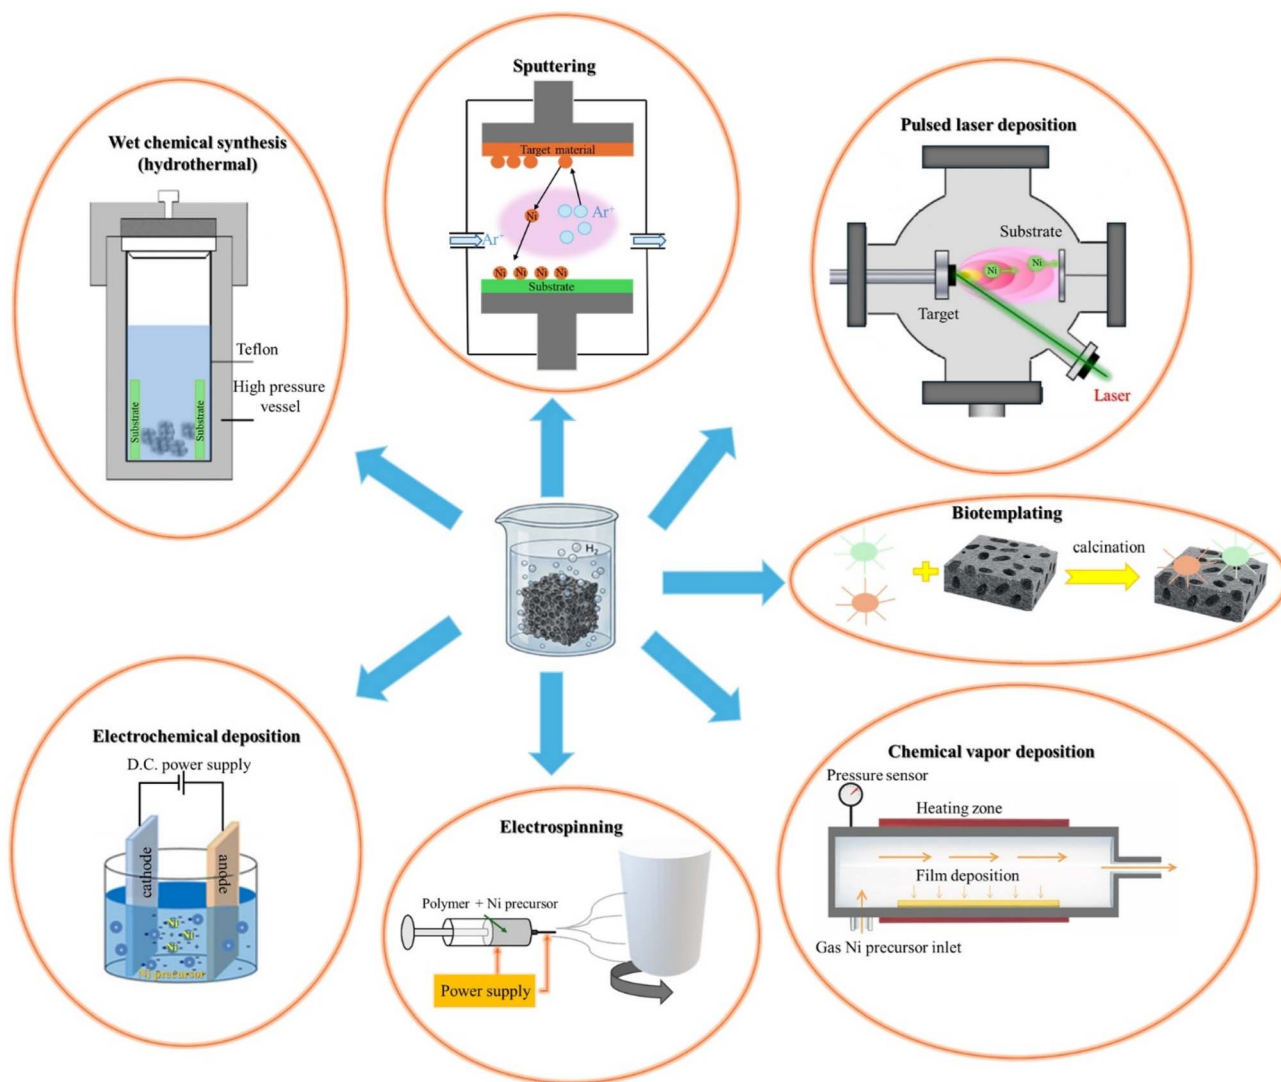 Sputtering
Target material
Ni
Ar⁺
Ar⁺
Ni Ni Ni Ni
Substrate
Wet chemical synthesis
(hydrothermal)
Teflon
High pressure
vessel
Substrate
Substrate
Pulsed laser deposition
Substrate
Ni
Ni
Target
Laser
H₂
Biotemplating
calcination
Electrochemical deposition
D.C. power supply
cathode
anode
Ni
Ni
Ni
Ni precursor
Electrospinning
Polymer + Ni precursor
Power supply
Chemical vapor deposition
Pressure sensor
Heating zone
Film deposition
Gas Ni precursor inlet